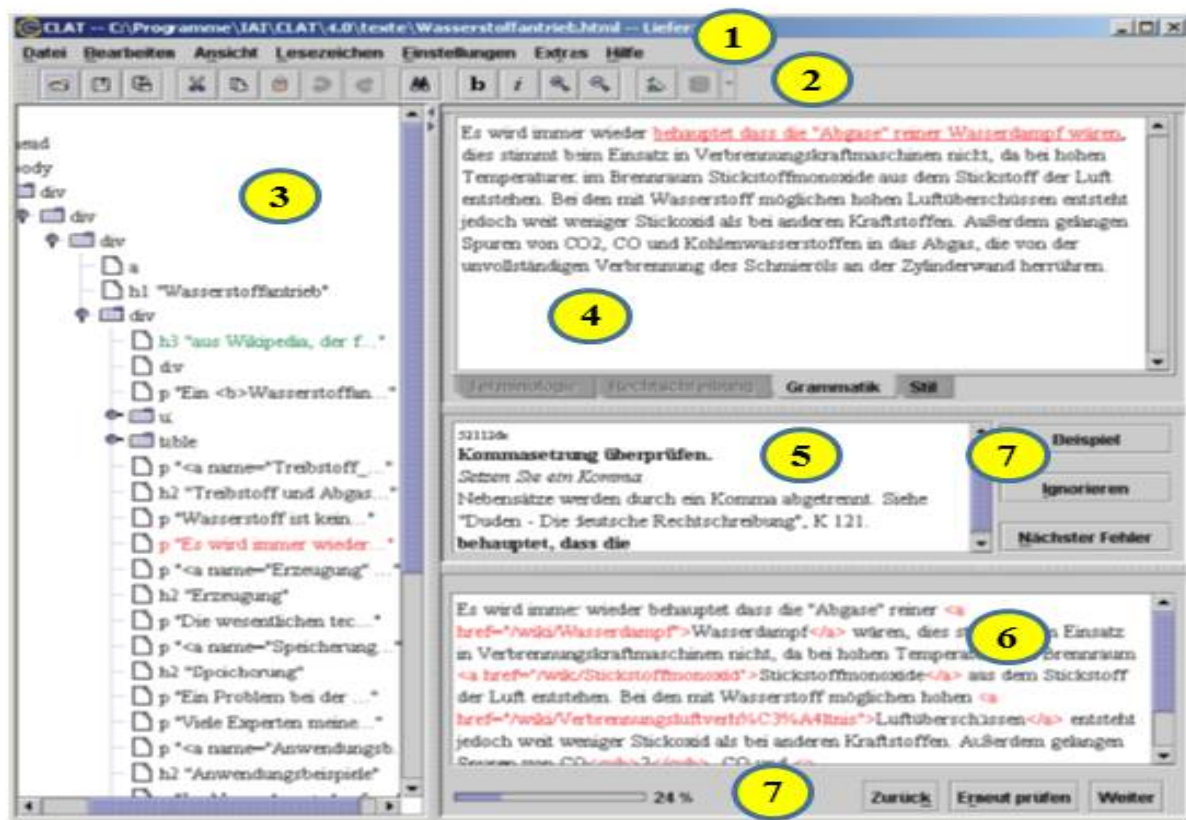 CLAT -- C:\Programme\IAT\CLAT\4.0\texte\Wasserstoffantrieb.html -- Liefer
1
Datei Bearbeiten Ansicht Lesezeichen Einstellungen Extras Hilfe
b i
2
3
head
body
div
div
div
a
h1 "Wasserstoffantrieb"
div
h3 "aus Wikipedia, der f..."
div
p "Ein <b>Wasserstoffan..."
table
p "<a name="Treibstoff_..."
h2 "Treibstoff und Abgas..."
p "Wasserstoff ist kein..."
p "Es wird immer wieder..."
p "<a name="Erzeugung" ..."
h2 "Erzeugung"
p "Die wesentlichen tec..."
p "<a name="Speicherung...
h2 "Speicherung"
p "Ein Problem bei der ..."
p "Viele Experten meine..."
p "<a name="Anwendungsb.
h2 "Anwendungsbeispiele"
Es wird immer wieder behauptet dass die "Abgase" reiner Wasserdampf wären,
dies stimmt beim Einsatz in Verbrennungskraftmaschinen nicht, da bei hohen
Temperaturen im Brennraum Stickstoffmonoxide aus dem Stickstoff der Luft
entstehen. Bei den mit Wasserstoff möglichen hohen Luftüberschüssen entsteht
jedoch weit weniger Stickoxid als bei anderen Kraftstoffen. Außerdem gelangen
Spuren von CO2, CO und Kohlenwasserstoffen in das Abgas, die von der
unvollständigen Verbrennung des Schmieröls an der Zylinderwand herrühren.
4
Terminologie Rechtschreibung Grammatik Stil
52112de
Kommasetzung überprüfen.
Setzen Sie ein Komma
Nebensätze werden durch ein Komma abgetrennt. Siehe
"Duden - Die deutsche Rechtschreibung", K 121.
behauptet, dass die
5
7
Beispiel
Ignorieren
Nächster Fehler
Es wird immer wieder behauptet dass die "Abgase" reiner <a
href="/wiki/Wasserdampf">Wasserdampf</a> wären, dies Einsatz
in Verbrennungskraftmaschinen nicht, da bei hohen Brennraum
<a href="/wiki/Stickstoffmonoxid">Stickstoffmonoxide</a> aus dem Stickstoff
der Luft entstehen. Bei den mit Wasserstoff möglichen hohen <a
href="/wiki/Verbrennungsluftverh%C3%A4ltnis">Luftüberschüssen</a> entsteht
jedoch weit weniger Stickoxid als bei anderen Kraftstoffen. Außerdem gelangen
6
24 %
7
Zurück Erneut prüfen Weiter